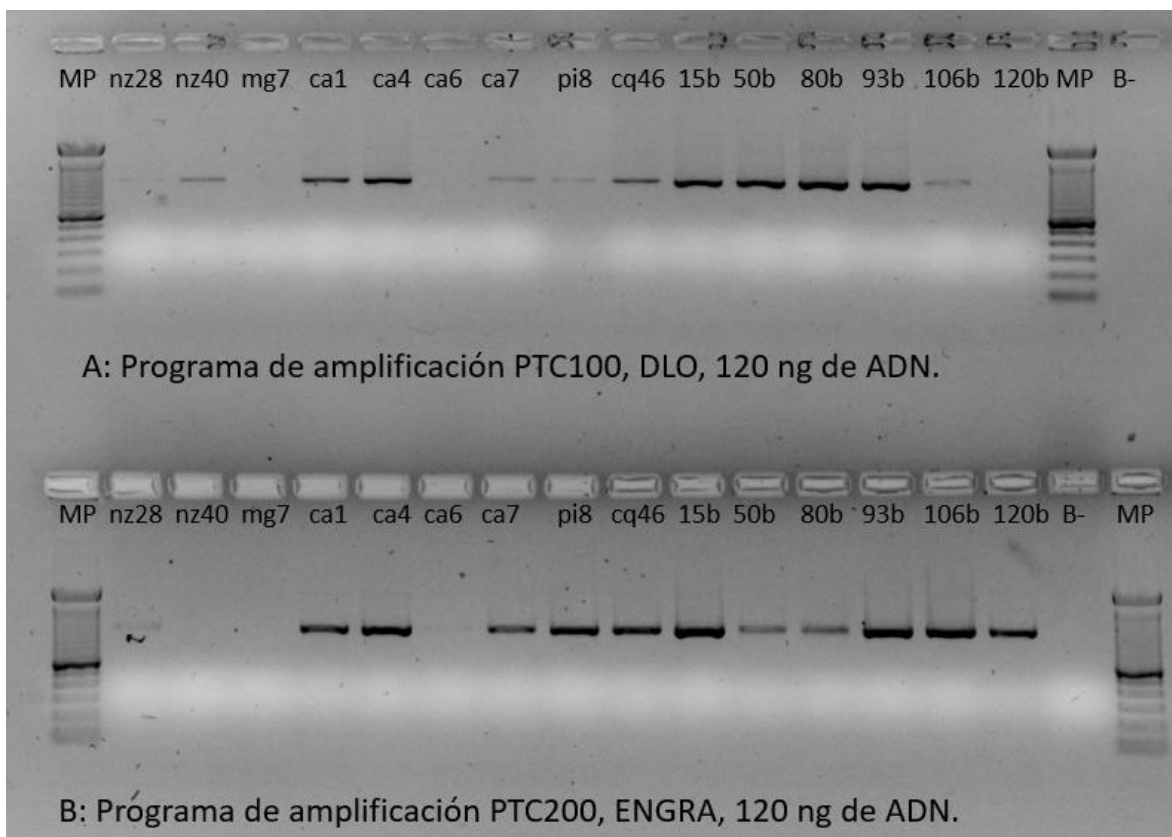 MP nz28 nz40 mg7 ca1 ca4 ca6 ca7 pi8 cq46 15b 50b 80b 93b 106b 120b MP B-
A: Programa de amplificación PTC100, DLO, 120 ng de ADN.
MP nz28 nz40 mg7 ca1 ca4 ca6 ca7 pi8 cq46 15b 50b 80b 93b 106b 120b B- MP
B: Programa de amplificación PTC200, ENGRA, 120 ng de ADN.